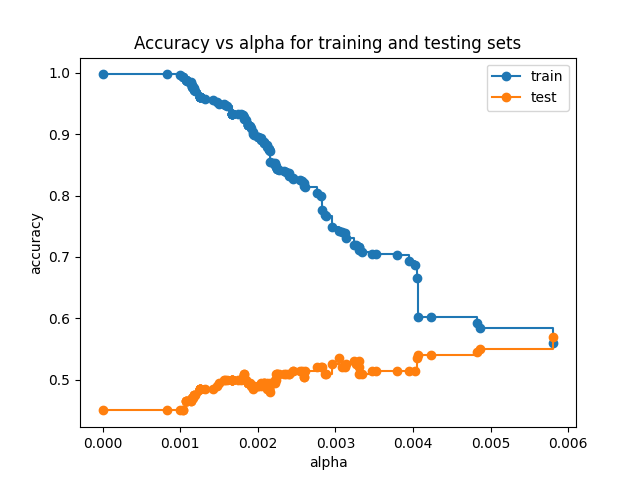 Accuracy vs alpha for training and testing sets
train
test
1.0
0.9
0.8
0.7
0.6
0.5
accuracy
0.000 0.001 0.002 0.003 0.004 0.005 0.006
alpha